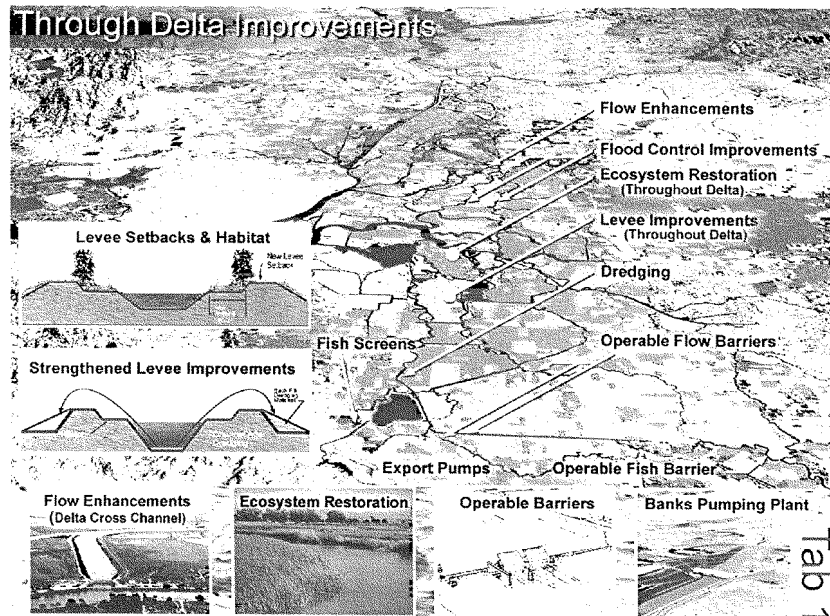 Through Delta Improvements
Flow Enhancements
Flood Control Improvements
Ecosystem Restoration
(Throughout Delta)
Levee Improvements
(Throughout Delta)
Dredging
Operable Flow Barriers
Levee Setbacks & Habitat
New Levee
Setback
Fish Screens
Strengthened Levee Improvements
Export Pumps
Operable Fish Barrier
Flow Enhancements
(Delta Cross Channel)
Ecosystem Restoration
Operable Barriers
Banks Pumping Plant
Tab